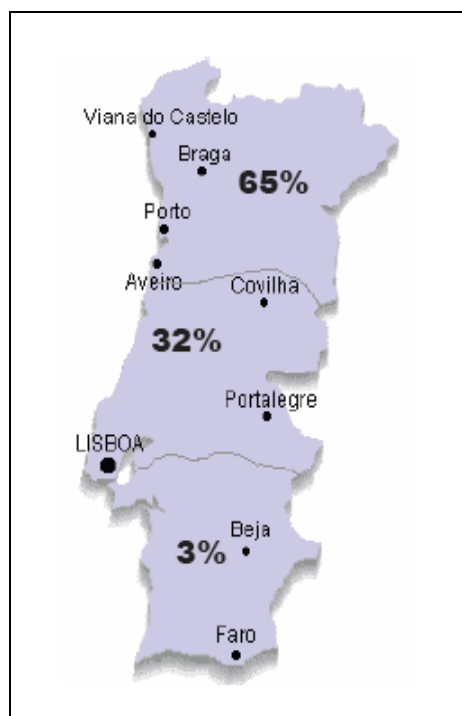 Viana do Castelo
Braga
65%
Porto
Aveiro
Covilha
32%
Portalegre
LISBOA
Beja
3%
Faro